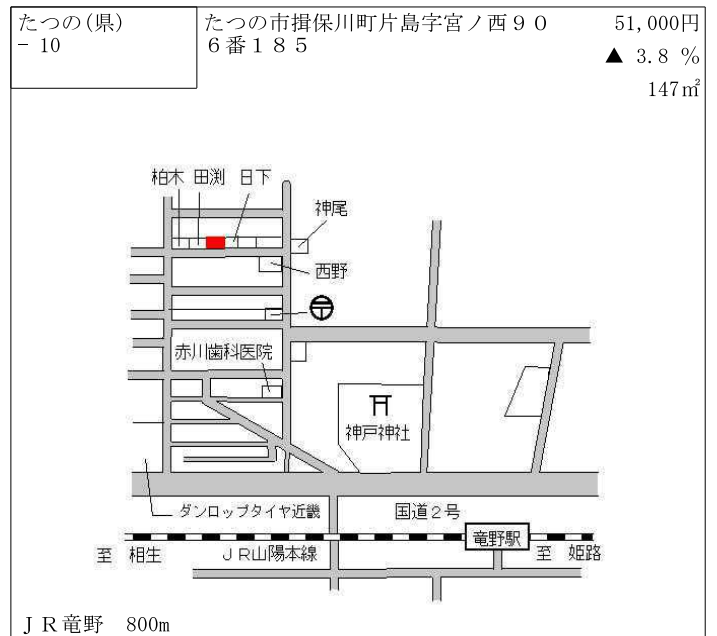 たつの(県)
- 10
たつの市揖保川町片島字宮ノ西９０
６番１８５
51,000円
▲ 3.8 %
147㎡
柏木 田渕 日下
神尾
西野
〒
赤川歯科医院
神戸神社
ダンロップタイヤ近畿
国道２号
竜野駅
至 相生
ＪＲ山陽本線
至 姫路
ＪＲ竜野 800m